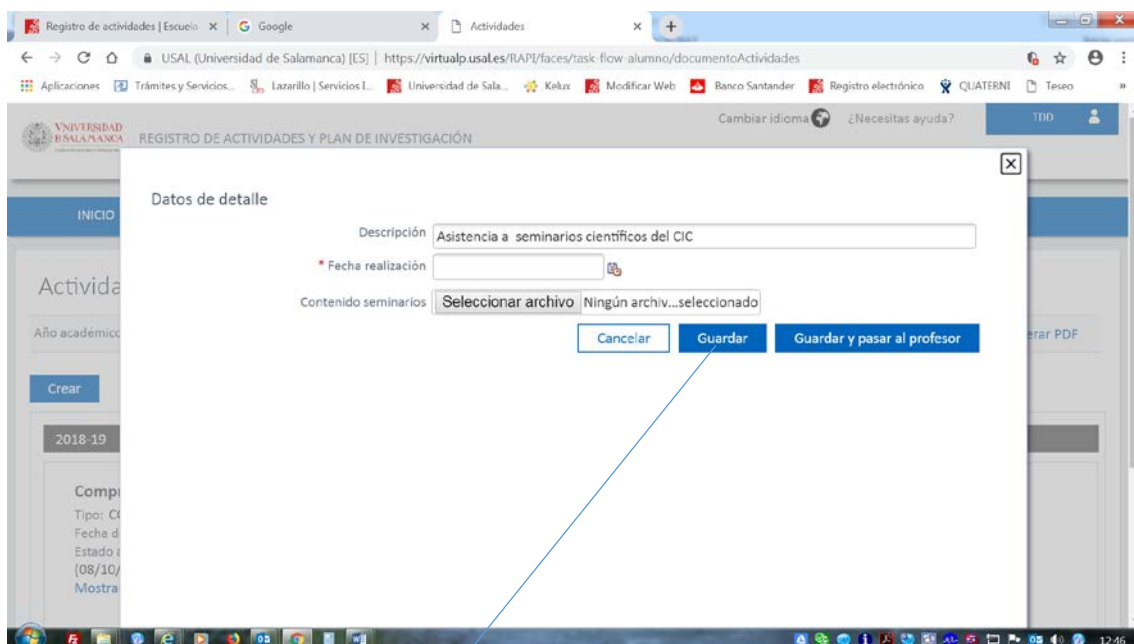 Registro de actividades | Escuela
Google
Actividades
USAL (Universidad de Salamanca) [ES] | https://virtualp.usal.es/RAPI/faces/task-flow-alumno/documentoActividades
Aplicaciones Trámites y Servicios... Lazarillo | Servicios I... Universidad de Sala... Kelux Modificar Web Banco Santander Registro electrónico QUATERNI Teseo »
VNIVERSIDAD
D SALAMANCA
REGISTRO DE ACTIVIDADES Y PLAN DE INVESTIGACIÓN
Cambiar idioma ¿Necesitas ayuda? TDD
INICIO
Datos de detalle
Descripción Asistencia a seminarios científicos del CIC
* Fecha realización
Contenido seminarios Seleccionar archivo Ningún archiv...seleccionado
Cancelar Guardar Guardar y pasar al profesor
Activida
Año académico
erar PDF
Crear
2018-19
Compr
Tipo: CO
Fecha d
Estado a
(08/10/
Mostra
12:46